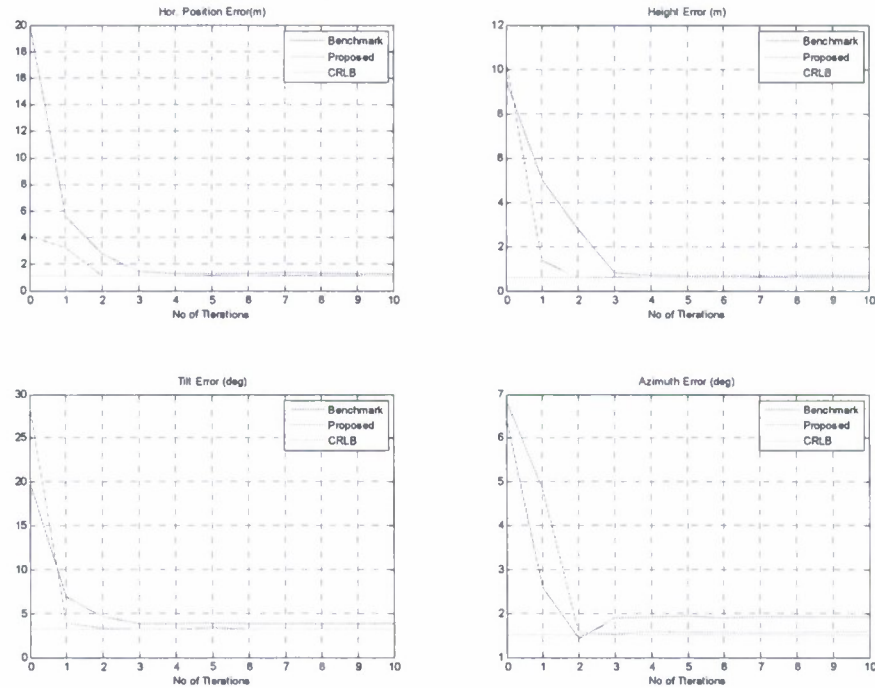 Hor. Position Error(m)
20
18
16
14
12
10
8
6
4
2
0
0 1 2 3 4 5 6 7 8 9 10
No of Iterations
Benchmark
Proposed
CRLB
Height Error (m)
12
10
8
6
4
2
0
0 1 2 3 4 5 6 7 8 9 10
No of Iterations
Benchmark
Proposed
CRLB
Tilt Error (deg)
30
25
20
15
10
5
0
0 1 2 3 4 5 6 7 8 9 10
No of Iterations
Benchmark
Proposed
CRLB
Azimuth Error (deg)
7
6
5
4
3
2
1
0 1 2 3 4 5 6 7 8 9 10
No of Iterations
Benchmark
Proposed
CRLB